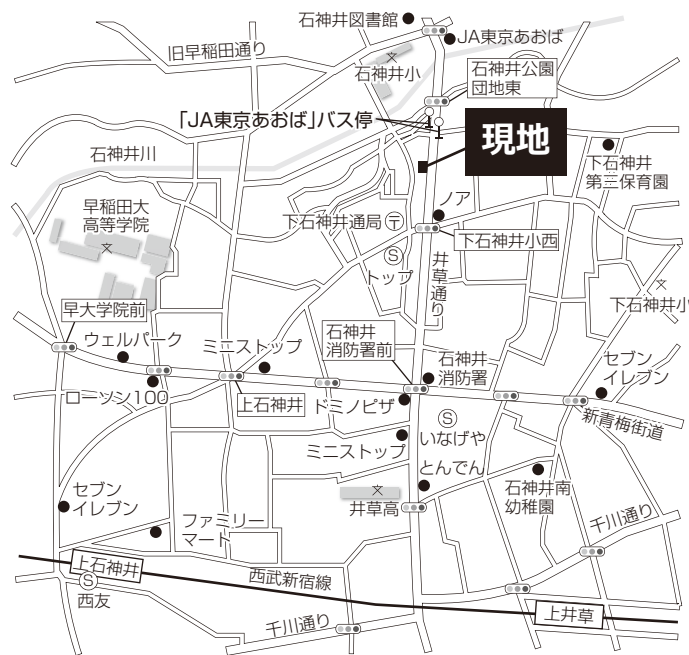 石神井図書館
JA東京あおば
旧早稲田通り
石神井小
石神井公園
団地東
「JA東京あおば」バス停
現地
石神井川
下石神井
第三保育園
早稲田大
高等学院
ノア
下石神井通局
下石神井小西
トップ
井草通り
下石神井小
早大学院前
ウェルパーク
ミニストップ
石神井
消防署前
石神井
消防署
セブン
イレブン
ローソン100
上石神井
ドミノピザ
新青梅街道
いなげや
ミニストップ
とんでん
セブン
イレブン
井草高
石神井南
幼稚園
ファミリー
マート
千川通り
上石神井
西武新宿線
西友
上井草
千川通り